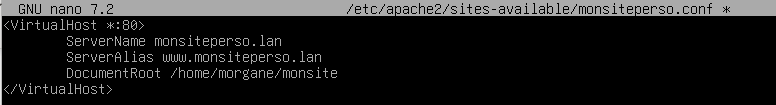 GNU nano 7.2 /etc/apache2/sites-available/monsiteperso.conf *
<VirtualHost *:80>
ServerName monsiteperso.lan
ServerAlias www.monsiteperso.lan
DocumentRoot /home/morgane/monsite
</VirtualHost>